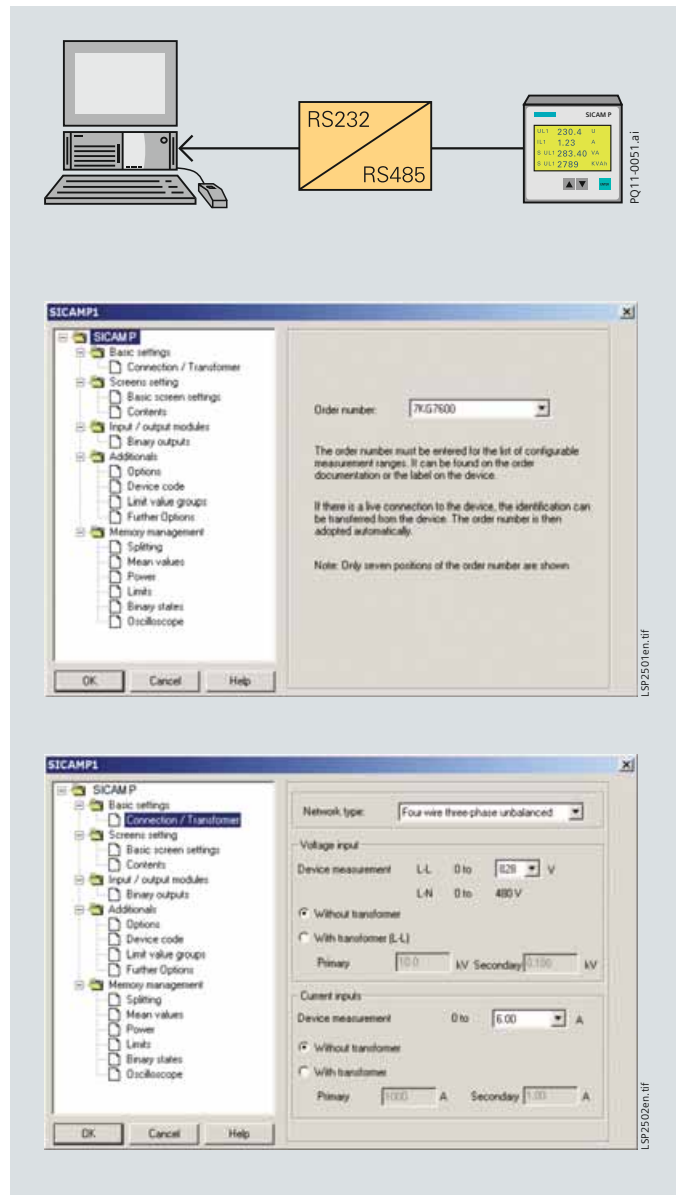 RS232
RS485
SICAM P
UL1 230.4 U
IL1 1.23 A
S UL1 283.40 VA
S UL1 2789 KVAh
PQ11-0051.ai
SICAMP1
SICAM P
Basic settings
Connection / Transformer
Screens setting
Basic screen settings
Contents
Input / output modules
Binary outputs
Additionals
Options
Device code
Limit value groups
Further Options
Memory management
Splitting
Mean values
Power
Limits
Binary states
Oscilloscope
OK
Cancel
Help
Order number: 7KG7600
The order number must be entered for the list of configurable
measurement ranges. It can be found on the order
documentation or the label on the device.
If there is a live connection to the device, the identification can
be transferred from the device. The order number is then
adopted automatically.
Note: Only seven positions of the order number are shown
LSP2501en.tif
SICAMP1
SICAM P
Basic settings
Connection / Transformer
Screens setting
Basic screen settings
Contents
Input / output modules
Binary outputs
Additionals
Options
Device code
Limit value groups
Further Options
Memory management
Splitting
Mean values
Power
Limits
Binary states
Oscilloscope
OK
Cancel
Help
Network type: Four-wire three-phase unbalanced
Voltage input
Device measurement L-L 0 to 828 V
L-N 0 to 480 V
Without transformer
With transformer (L-L)
Primary 10.0 kV Seconday 0.100 kV
Current inputs
Device measurement 0 to 6.00 A
Without transformer
With transformer
Primary 1000 A Seconday 1.00 A
LSP2502en.tif